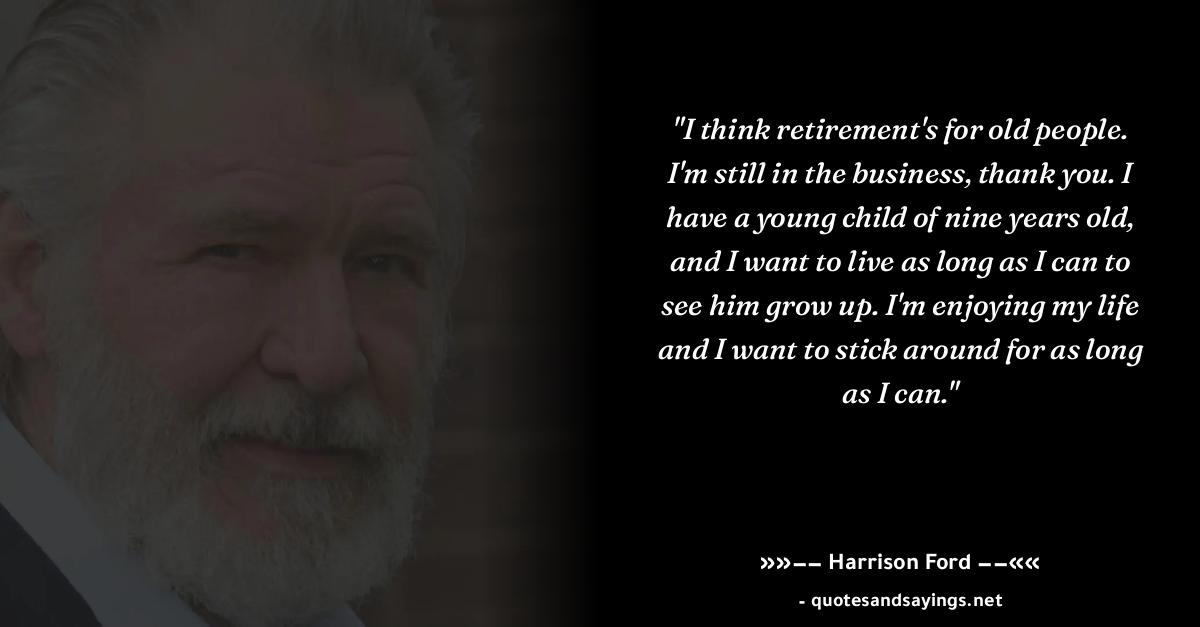 "I think retirement's for old people.
I'm still in the business, thank you. I
have a young child of nine years old,
and I want to live as long as I can to
see him grow up. I'm enjoying my life
and I want to stick around for as long
as I can."
»»–– Harrison Ford ––««
- quotesandsayings.net